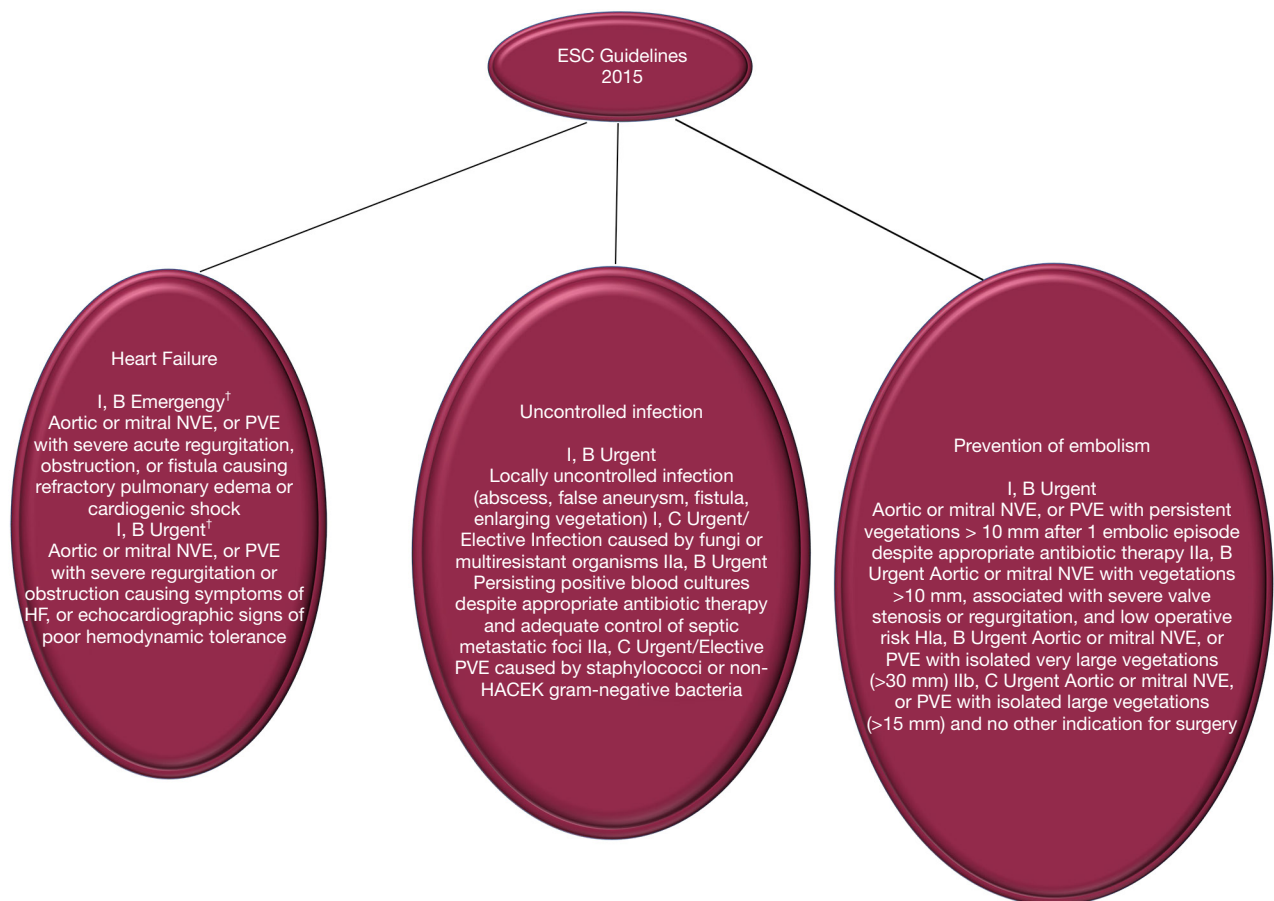 ESC Guidelines
2015
Heart Failure
I, B Emergengy†
Aortic or mitral NVE, or PVE
with severe acute regurgitation,
obstruction, or fistula causing
refractory pulmonary edema or
cardiogenic shock
I, B Urgent†
Aortic or mitral NVE, or PVE
with severe regurgitation or
obstruction causing symptoms of
HF, or echocardiographic signs of
poor hemodynamic tolerance
Uncontrolled infection
I, B Urgent
Locally uncontrolled infection
(abscess, false aneurysm, fistula,
enlarging vegetation) I, C Urgent/
Elective Infection caused by fungi or
multiresistant organisms IIa, B Urgent
Persisting positive blood cultures
despite appropriate antibiotic therapy
and adequate control of septic
metastatic foci IIa, C Urgent/Elective
PVE caused by staphylococci or non-
HACEK gram-negative bacteria
Prevention of embolism
I, B Urgent
Aortic or mitral NVE, or PVE with persistent
vegetations > 10 mm after 1 embolic episode
despite appropriate antibiotic therapy IIa, B
Urgent Aortic or mitral NVE with vegetations
>10 mm, associated with severe valve
stenosis or regurgitation, and low operative
risk Hla, B Urgent Aortic or mitral NVE, or
PVE with isolated very large vegetations
(>30 mm) IIb, C Urgent Aortic or mitral NVE,
or PVE with isolated large vegetations
(>15 mm) and no other indication for surgery